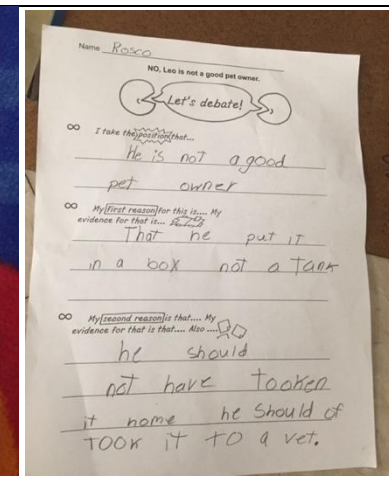 Name Rosco
NO, Leo is not a good pet owner.
Let's debate!
∞ I take the position that...
He is not a good
pet owner
∞ My first reason for this is.... My
evidence for that is...
That he put it
in a box not a Tank
∞ My second reason is that.... My
evidence for that is that.... Also ....
he should
not have tooken
it home he should of
TOOK iT TO a vet.